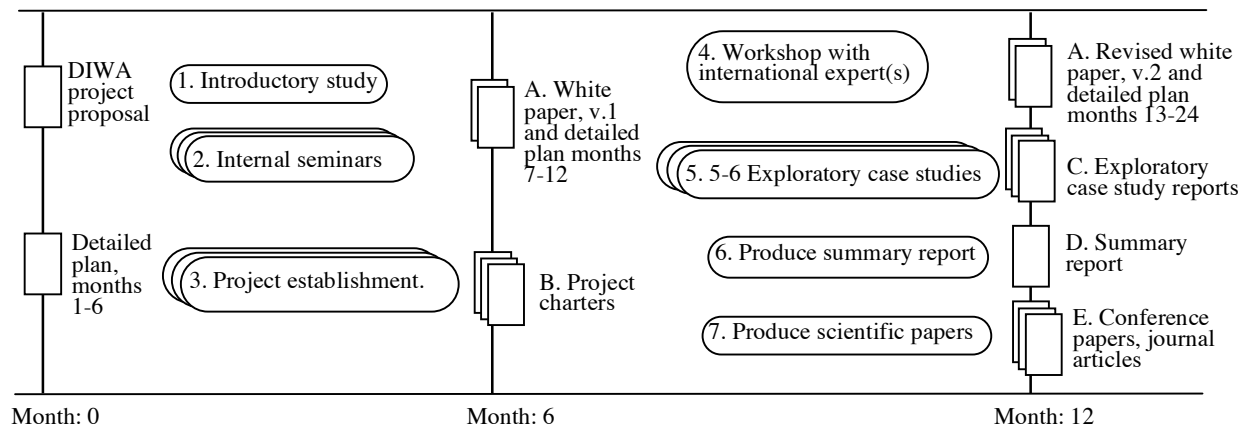 DIWA
project
proposal
Detailed
plan,
months
1-6
1. Introductory study
2. Internal seminars
3. Project establishment.
A. White
paper, v.1
and detailed
plan months
7-12
B. Project
charters
4. Workshop with
international expert(s)
5. 5-6 Exploratory case studies
6. Produce summary report
7. Produce scientific papers
A. Revised white
paper, v.2 and
detailed plan
months 13-24
C. Exploratory
case study reports
D. Summary
report
E. Conference
papers, journal
articles
Month: 0
Month: 6
Month: 12